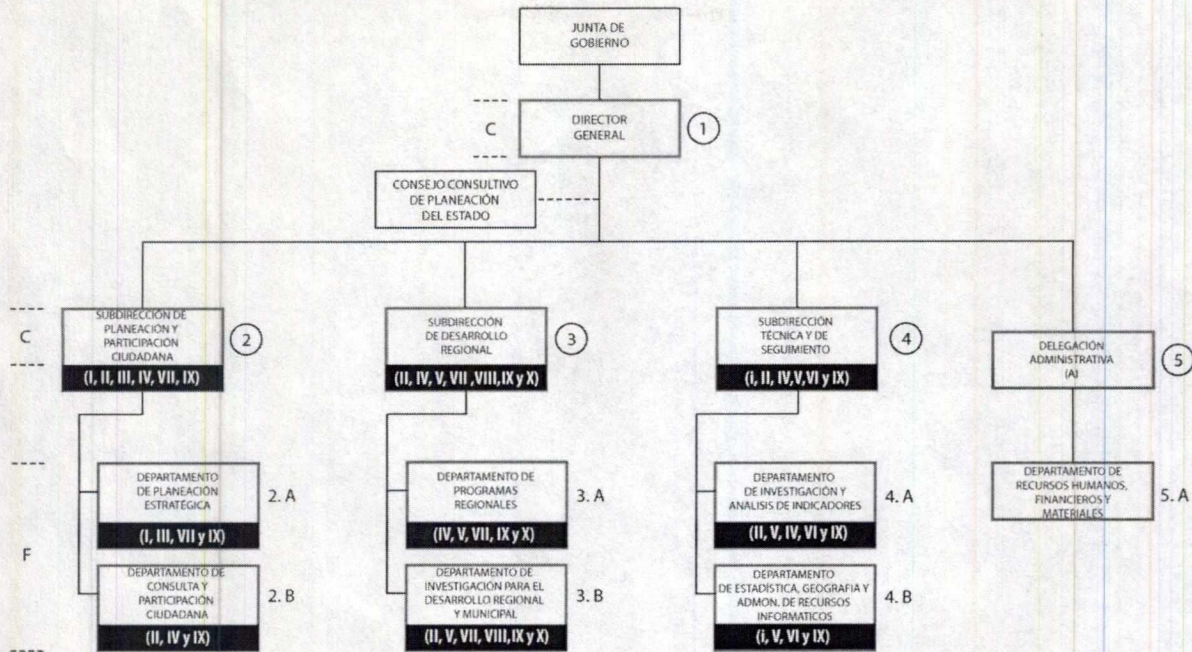 JUNTA DE
GOBIERNO
C
DIRECTOR
GENERAL
1
CONSEJO CONSULTIVO
DE PLANEACIÓN
DEL ESTADO
C
SUBDIRECCIÓN DE
PLANEACIÓN Y
PARTICIPACIÓN
CIUDADANA
(I, II, III, IV, VII, IX)
2
SUBDIRECCIÓN
DE DESARROLLO
REGIONAL
(II, IV, V, VII ,VIII,IX y X)
3
SUBDIRECCIÓN
TÉCNICA Y DE
SEGUIMIENTO
(i, II, IV,V,VI y IX)
4
DELEGACIÓN
ADMINISTRATIVA
(A)
5
F
DEPARTAMENTO
DE PLANEACIÓN
ESTRATÉGICA
(I, III, VII y IX)
2. A
DEPARTAMENTO DE
PROGRAMAS
REGIONALES
(IV, V, VII, IX y X)
3. A
DEPARTAMENTO
DE INVESTIGACIÓN Y
ANALISIS DE INDICADORES
(II, V, IV, VI y IX)
4. A
DEPARTAMENTO DE
RECURSOS HUMANOS,
FINANCIEROS Y
MATERIALES
5. A
DEPARTAMENTO DE
CONSULTA Y
PARTICIPACIÓN
CIUDADANA
(II, IV y IX)
2. B
DEPARTAMENTO DE
INVESTIGACIÓN PARA EL
DESARROLLO REGIONAL
Y MUNICIPAL
(II, V, VII, VIII,IX y X)
3. B
DEPARTAMENTO
DE ESTADÍSTICA, GEOGRAFIA Y
ADMON. DE RECURSOS
INFORMATICOS
(i, V, VI y IX)
4. B